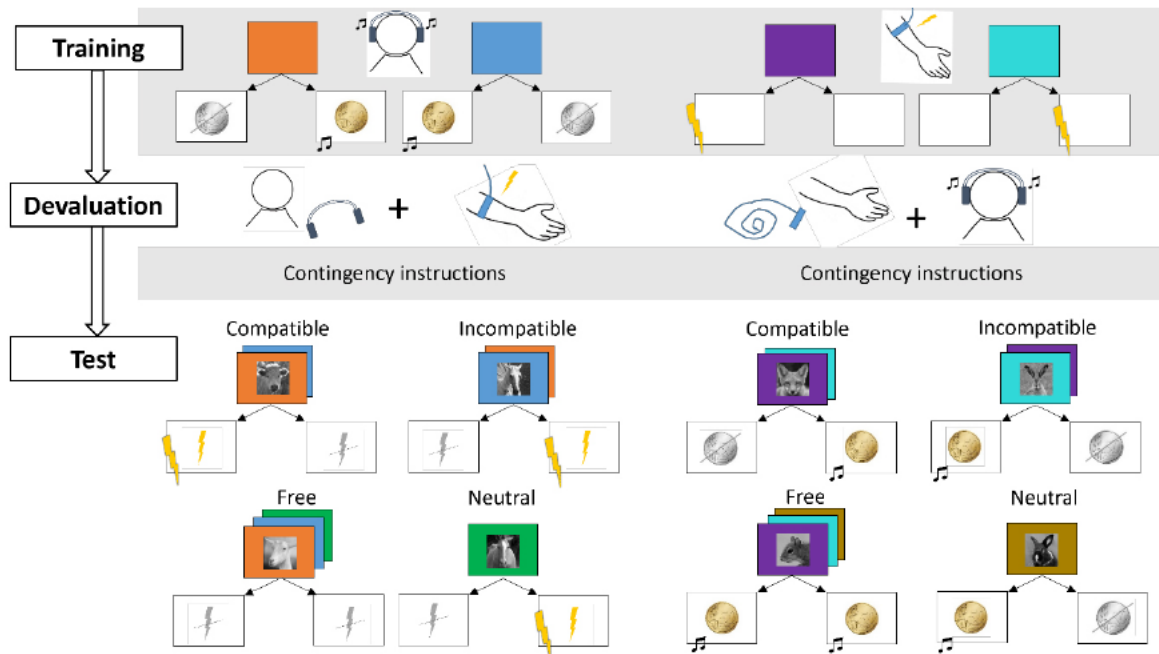 Training
Devaluation
+
+
Contingency instructions
Contingency instructions
Test
Compatible
Incompatible
Compatible
Incompatible
Free
Neutral
Free
Neutral